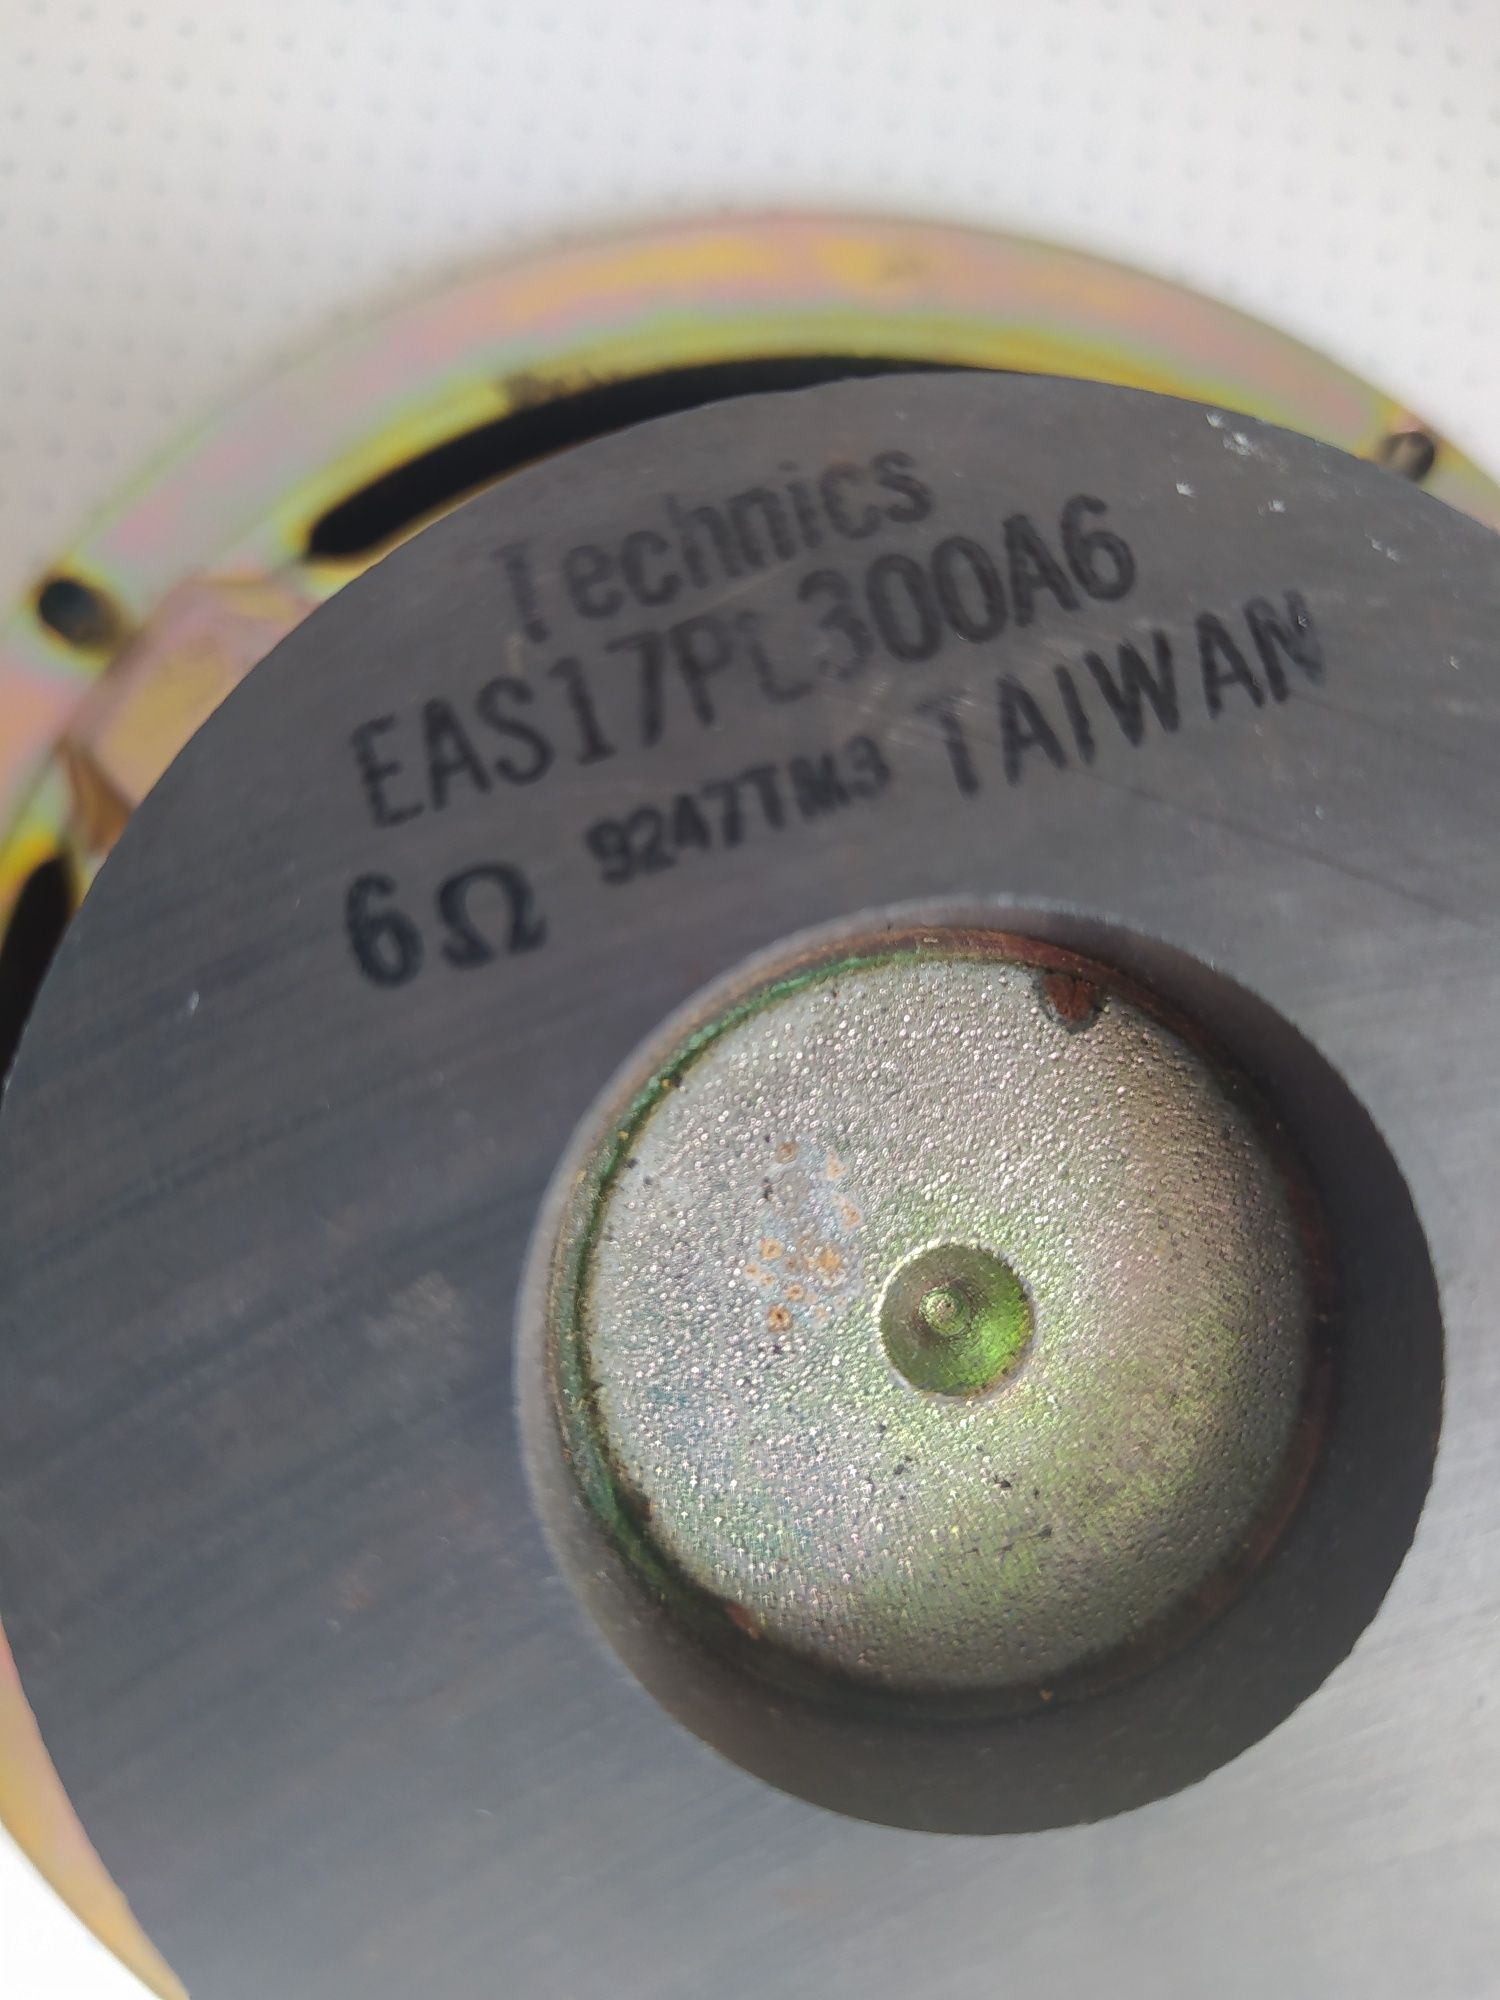 Technics
EAS17PL300A6
9247TM3 TAIWAN
6Ω